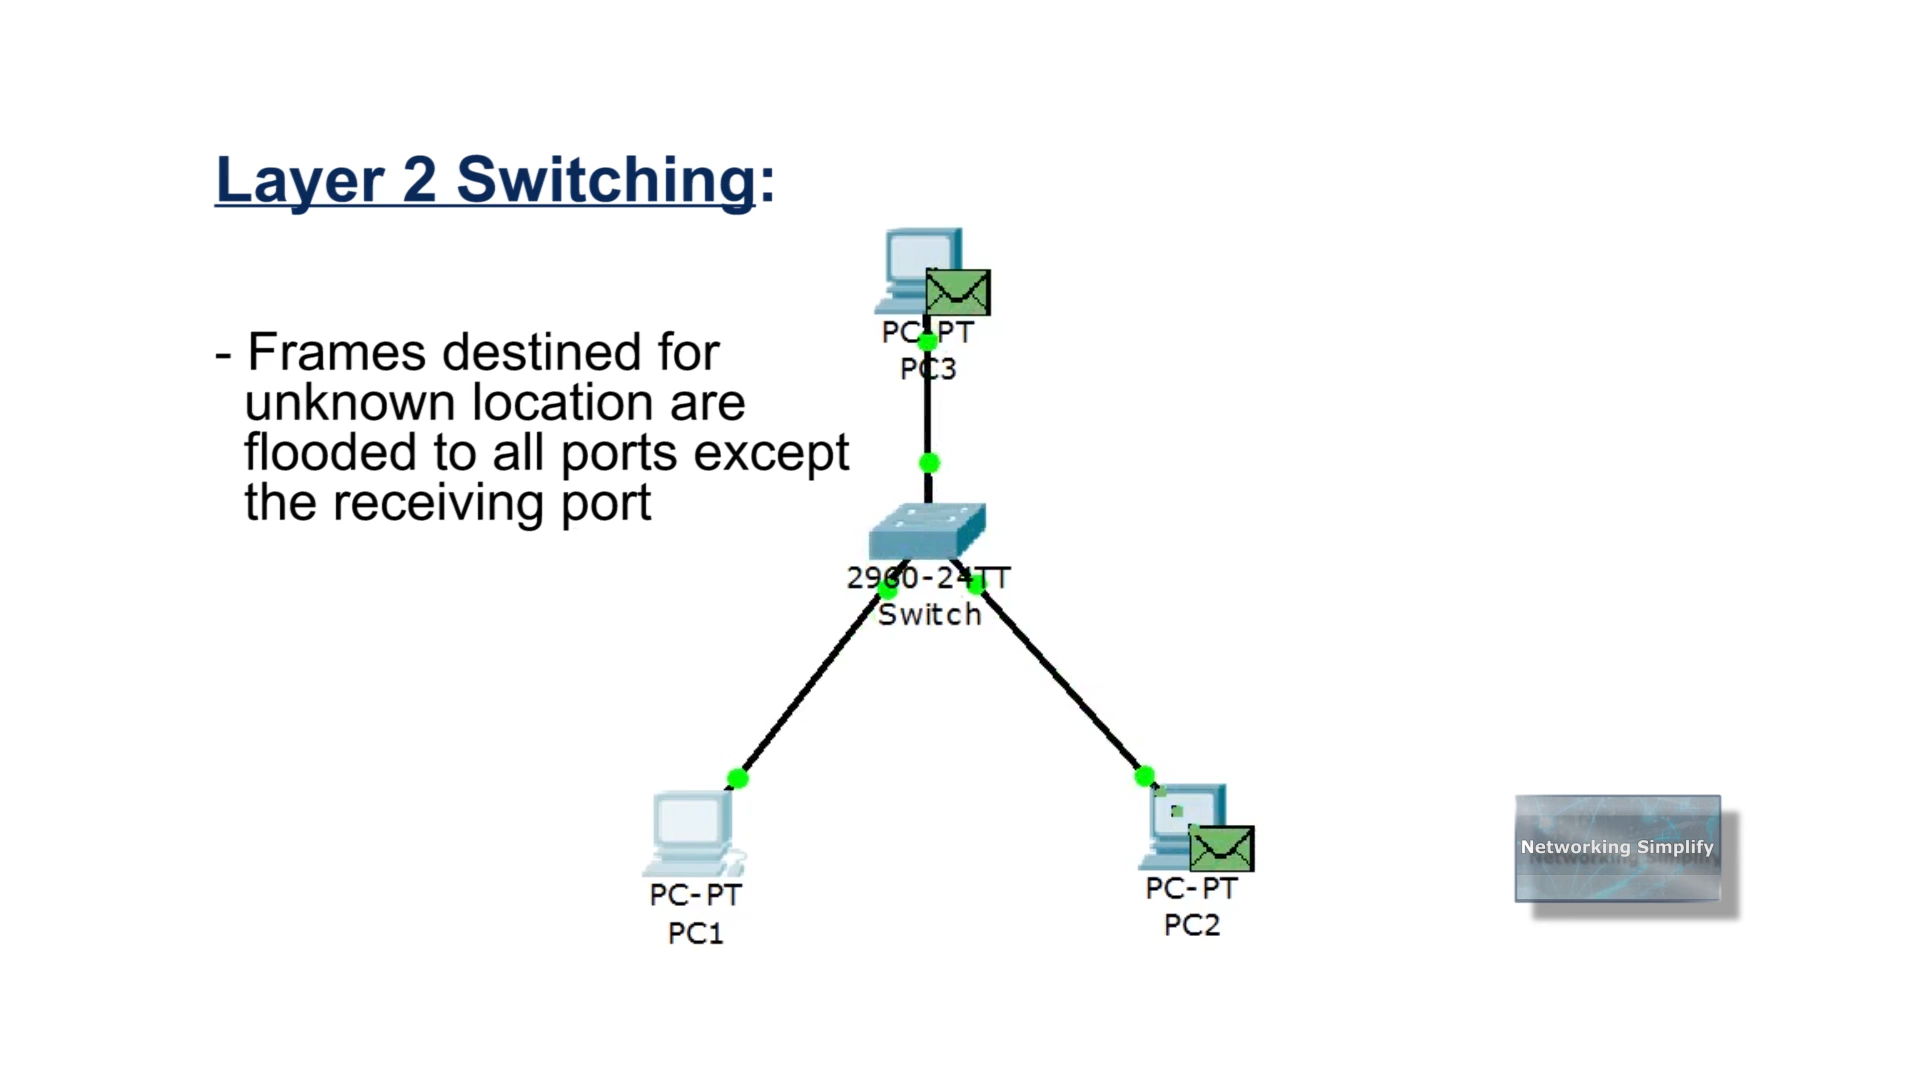 Layer 2 Switching:
- Frames destined for
unknown location are
flooded to all ports except
the receiving port
PC-PT
PC3
2960-24TT
Switch
PC-PT
PC1
PC-PT
PC2
Networking Simplify